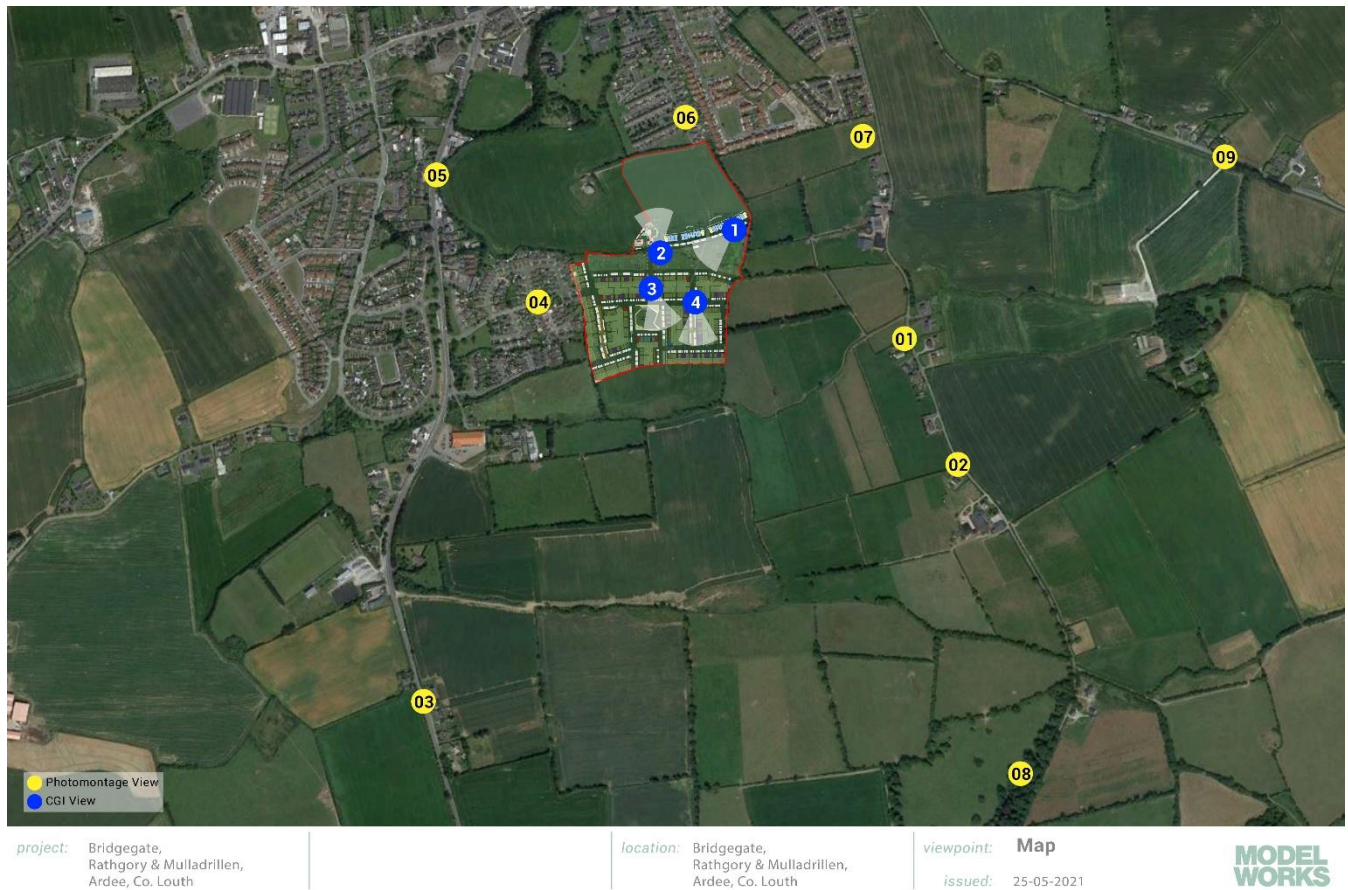 06
07
09
05
1
2
04
3
4
01
02
03
08
Photomontage View
CGI View
project: Bridgegate,
Rathgory & Mulladrillen,
Ardee, Co. Louth
location: Bridgegate,
Rathgory & Mulladrillen,
Ardee, Co. Louth
viewpoint: Map
issued: 25-05-2021
MODEL
WORKS